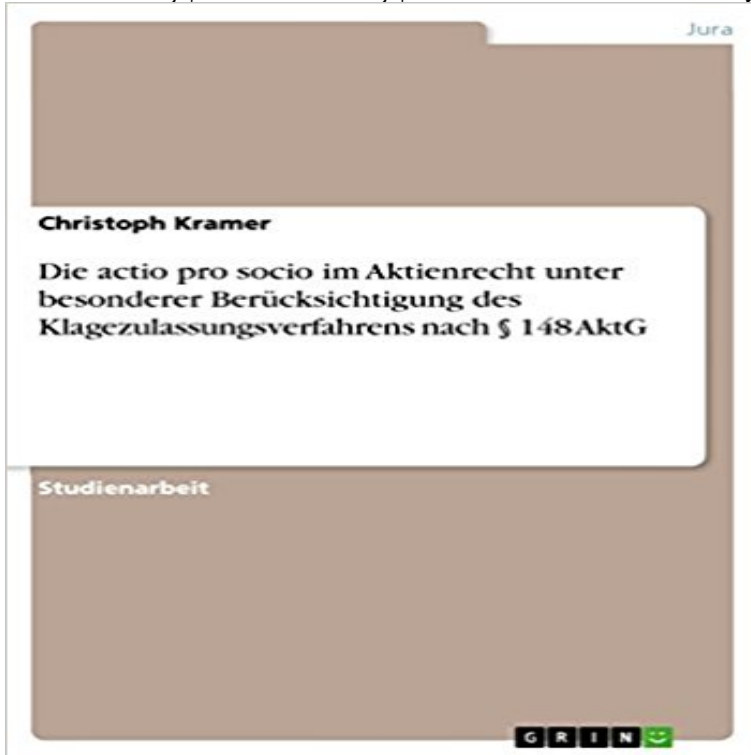 Jura
Christoph Kramer
Die actio pro socio im Aktienrecht unter
besonderer Berücksichtigung des
Klagezulassungsverfahrens nach § 148 AktG
Studienarbeit
GRIN